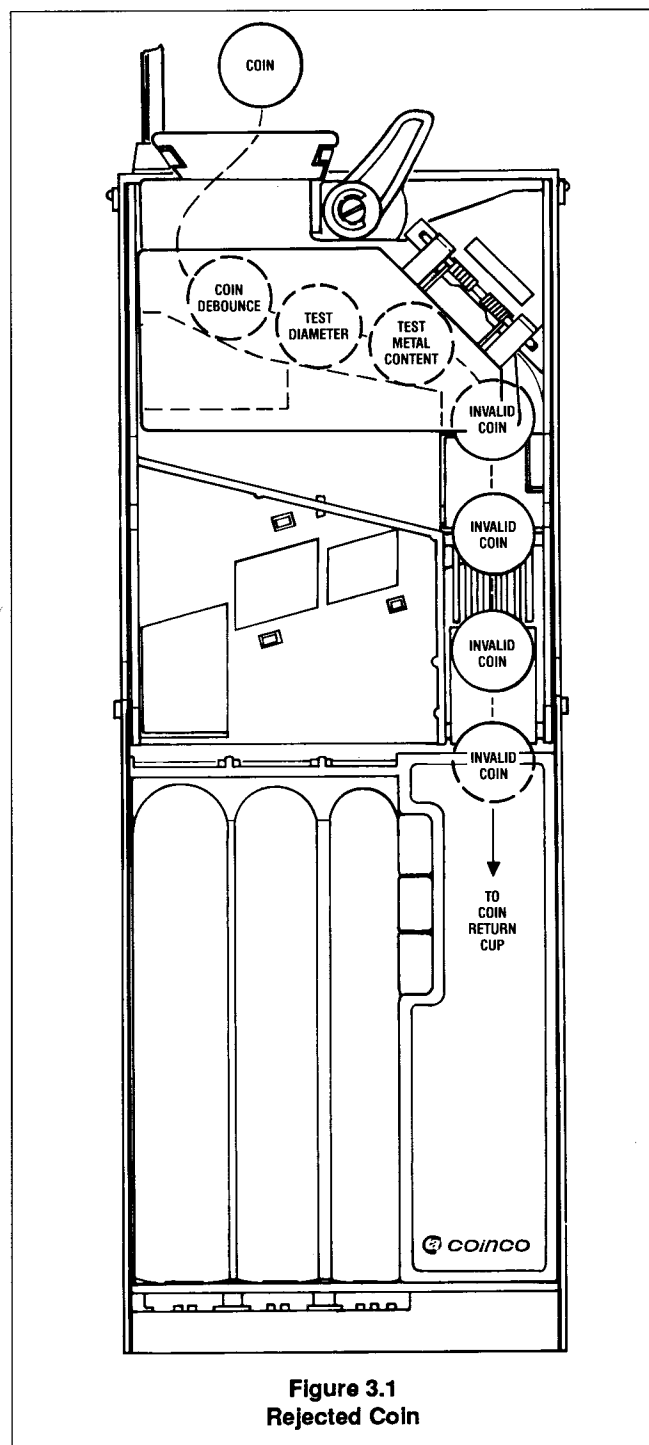 COIN
COIN
DEBOUNCE
TEST
DIAMETER
TEST
METAL
CONTENT
INVALID
COIN
INVALID
COIN
INVALID
COIN
INVALID
COIN
TO
COIN
RETURN
CUP
coinco
Figure 3.1
Rejected Coin